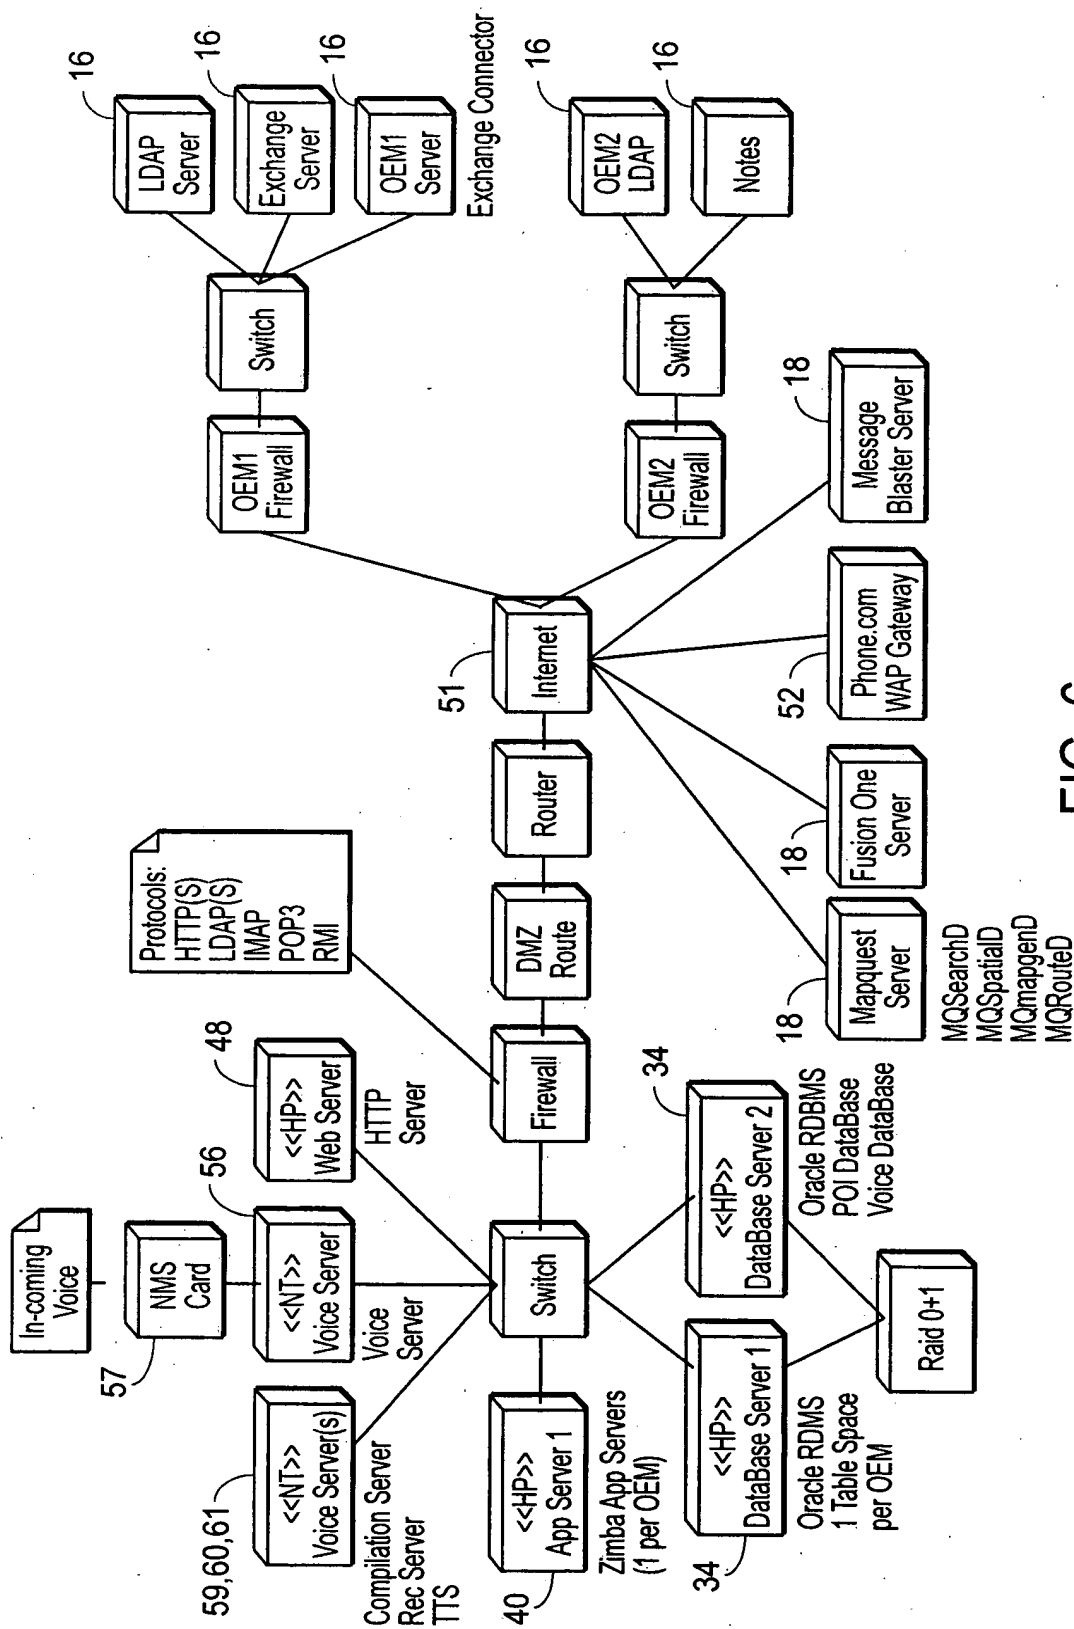 In-coming
Voice
57
NMS
Card
59,60,61
<<NT>>
Voice Server(s)
Compilation Server
Rec Server
TTS
56
<<NT>>
Voice Server
Voice
Server
48
<<HP>>
Web Server
HTTP
Server
Protocols:
HTTP(S)
LDAP(S)
IMAP
POP3
RMI
40
<<HP>>
App Server 1
Zimba App Servers
(1 per OEM)
Switch
Firewall
DMZ
Route
Router
51
Internet
34
<<HP>>
DataBase Server 1
Oracle RDMS
1 Table Space
per OEM
34
<<HP>>
DataBase Server 2
Oracle RDBMS
POI DataBase
Voice DataBase
Raid 0+1
OEM1
Firewall
Switch
16
LDAP
Server
16
Exchange
Server
16
OEM1
Server
Exchange Connector
OEM2
Firewall
Switch
16
OEM2
LDAP
16
Notes
18
Mapquest
Server
MQSearchD
MQSpatialD
MQmapgenD
MQRouteD
18
Fusion One
Server
52
Phone.com
WAP Gateway
18
Message
Blaster Server
FIG.